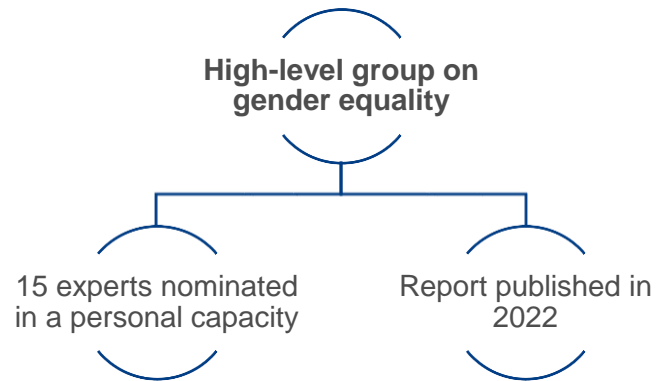 High-level group on
gender equality
15 experts nominated
in a personal capacity
Report published in
2022